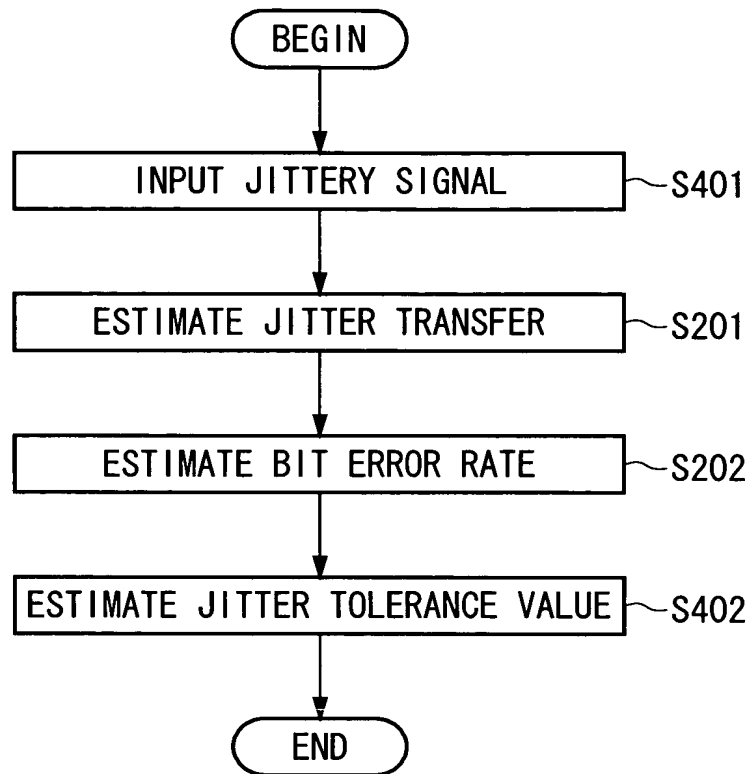 BEGIN
INPUT JITTERY SIGNAL
S401
ESTIMATE JITTER TRANSFER
S201
ESTIMATE BIT ERROR RATE
S202
ESTIMATE JITTER TOLERANCE VALUE
S402
END